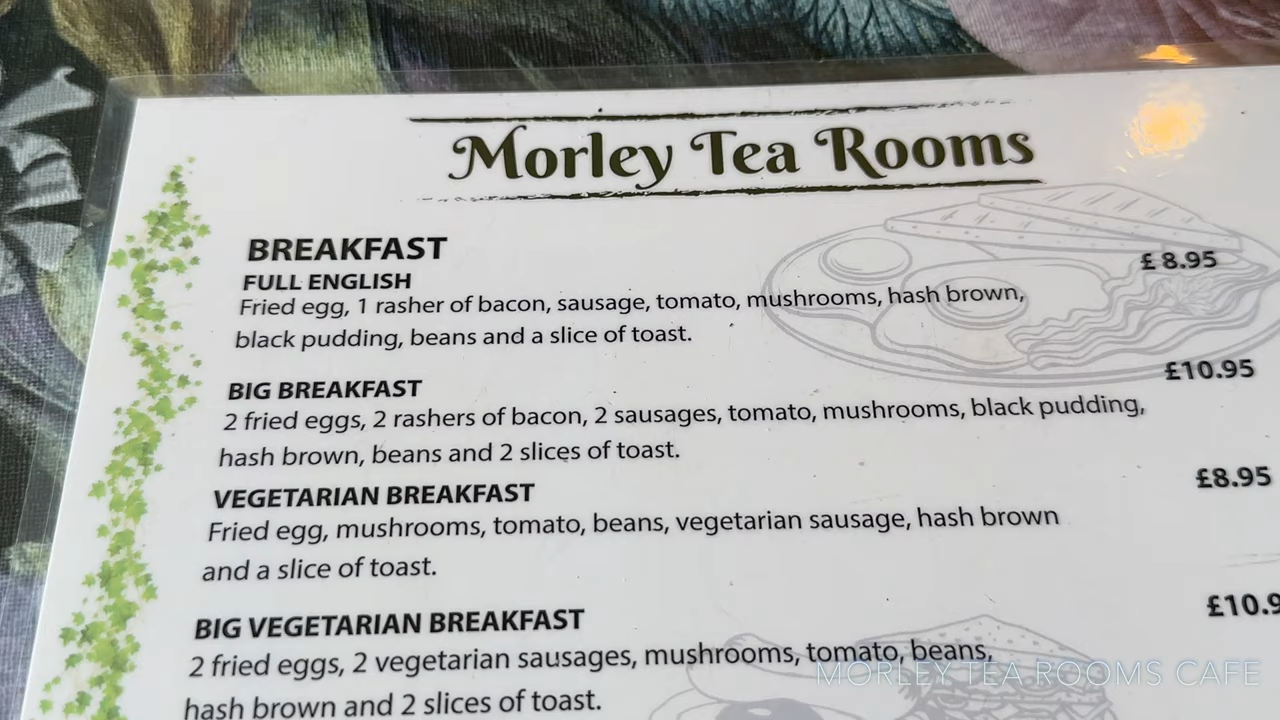 Morley Tea Rooms
BREAKFAST
FULL ENGLISH
£ 8.95
Fried egg, 1 rasher of bacon, sausage, tomato, mushrooms, hash brown,
black pudding, beans and a slice of toast.
BIG BREAKFAST
£10.95
2 fried eggs, 2 rashers of bacon, 2 sausages, tomato, mushrooms, black pudding,
hash brown, beans and 2 slices of toast.
VEGETARIAN BREAKFAST
£8.95
Fried egg, mushrooms, tomato, beans, vegetarian sausage, hash brown
and a slice of toast.
BIG VEGETARIAN BREAKFAST
£10.9
2 fried eggs, 2 vegetarian sausages, mushrooms, tomato, beans,
hash brown and 2 slices of toast.
MORLEY TEA ROOMS CAFE